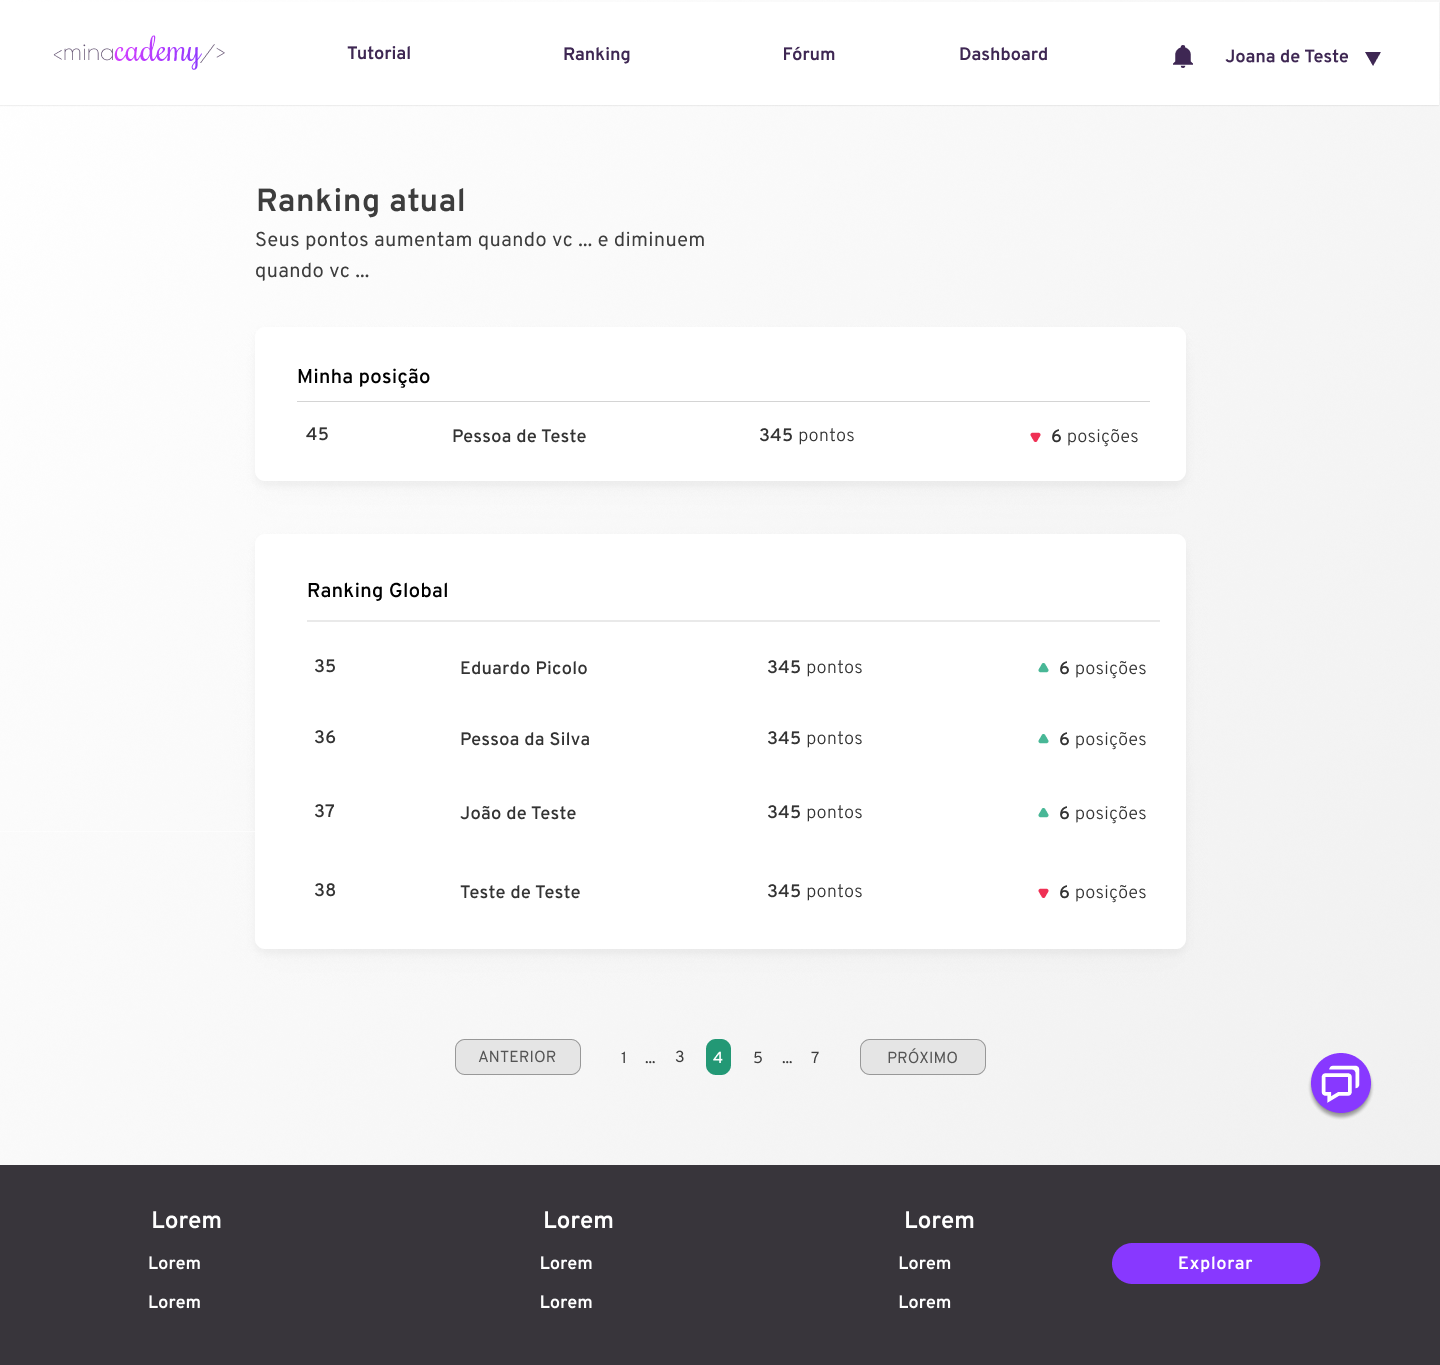 <minacademy/>
Tutorial
Ranking
Fórum
Dashboard
Joana de Teste
Ranking atual
Seus pontos aumentam quando vc ... e diminuem
quando vc ...
Minha posição
45 Pessoa de Teste 345 pontos 6 posições
Ranking Global
35 Eduardo Picolo 345 pontos 6 posições
36 Pessoa da Silva 345 pontos 6 posições
37 João de Teste 345 pontos 6 posições
38 Teste de Teste 345 pontos 6 posições
ANTERIOR 1 ... 3 4 5 ... 7 PRÓXIMO
Lorem
Lorem
Lorem
Lorem
Lorem
Lorem
Lorem
Lorem
Lorem
Explorar